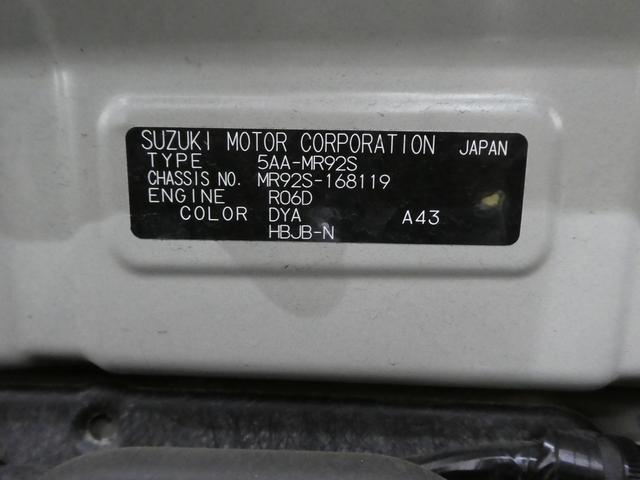 SUZUKI MOTOR CORPORATION JAPAN
TYPE 5AA-MR92S
CHASSIS NO. MR92S-168119
ENGINE R06D
COLOR DYA A43
HBJB-N